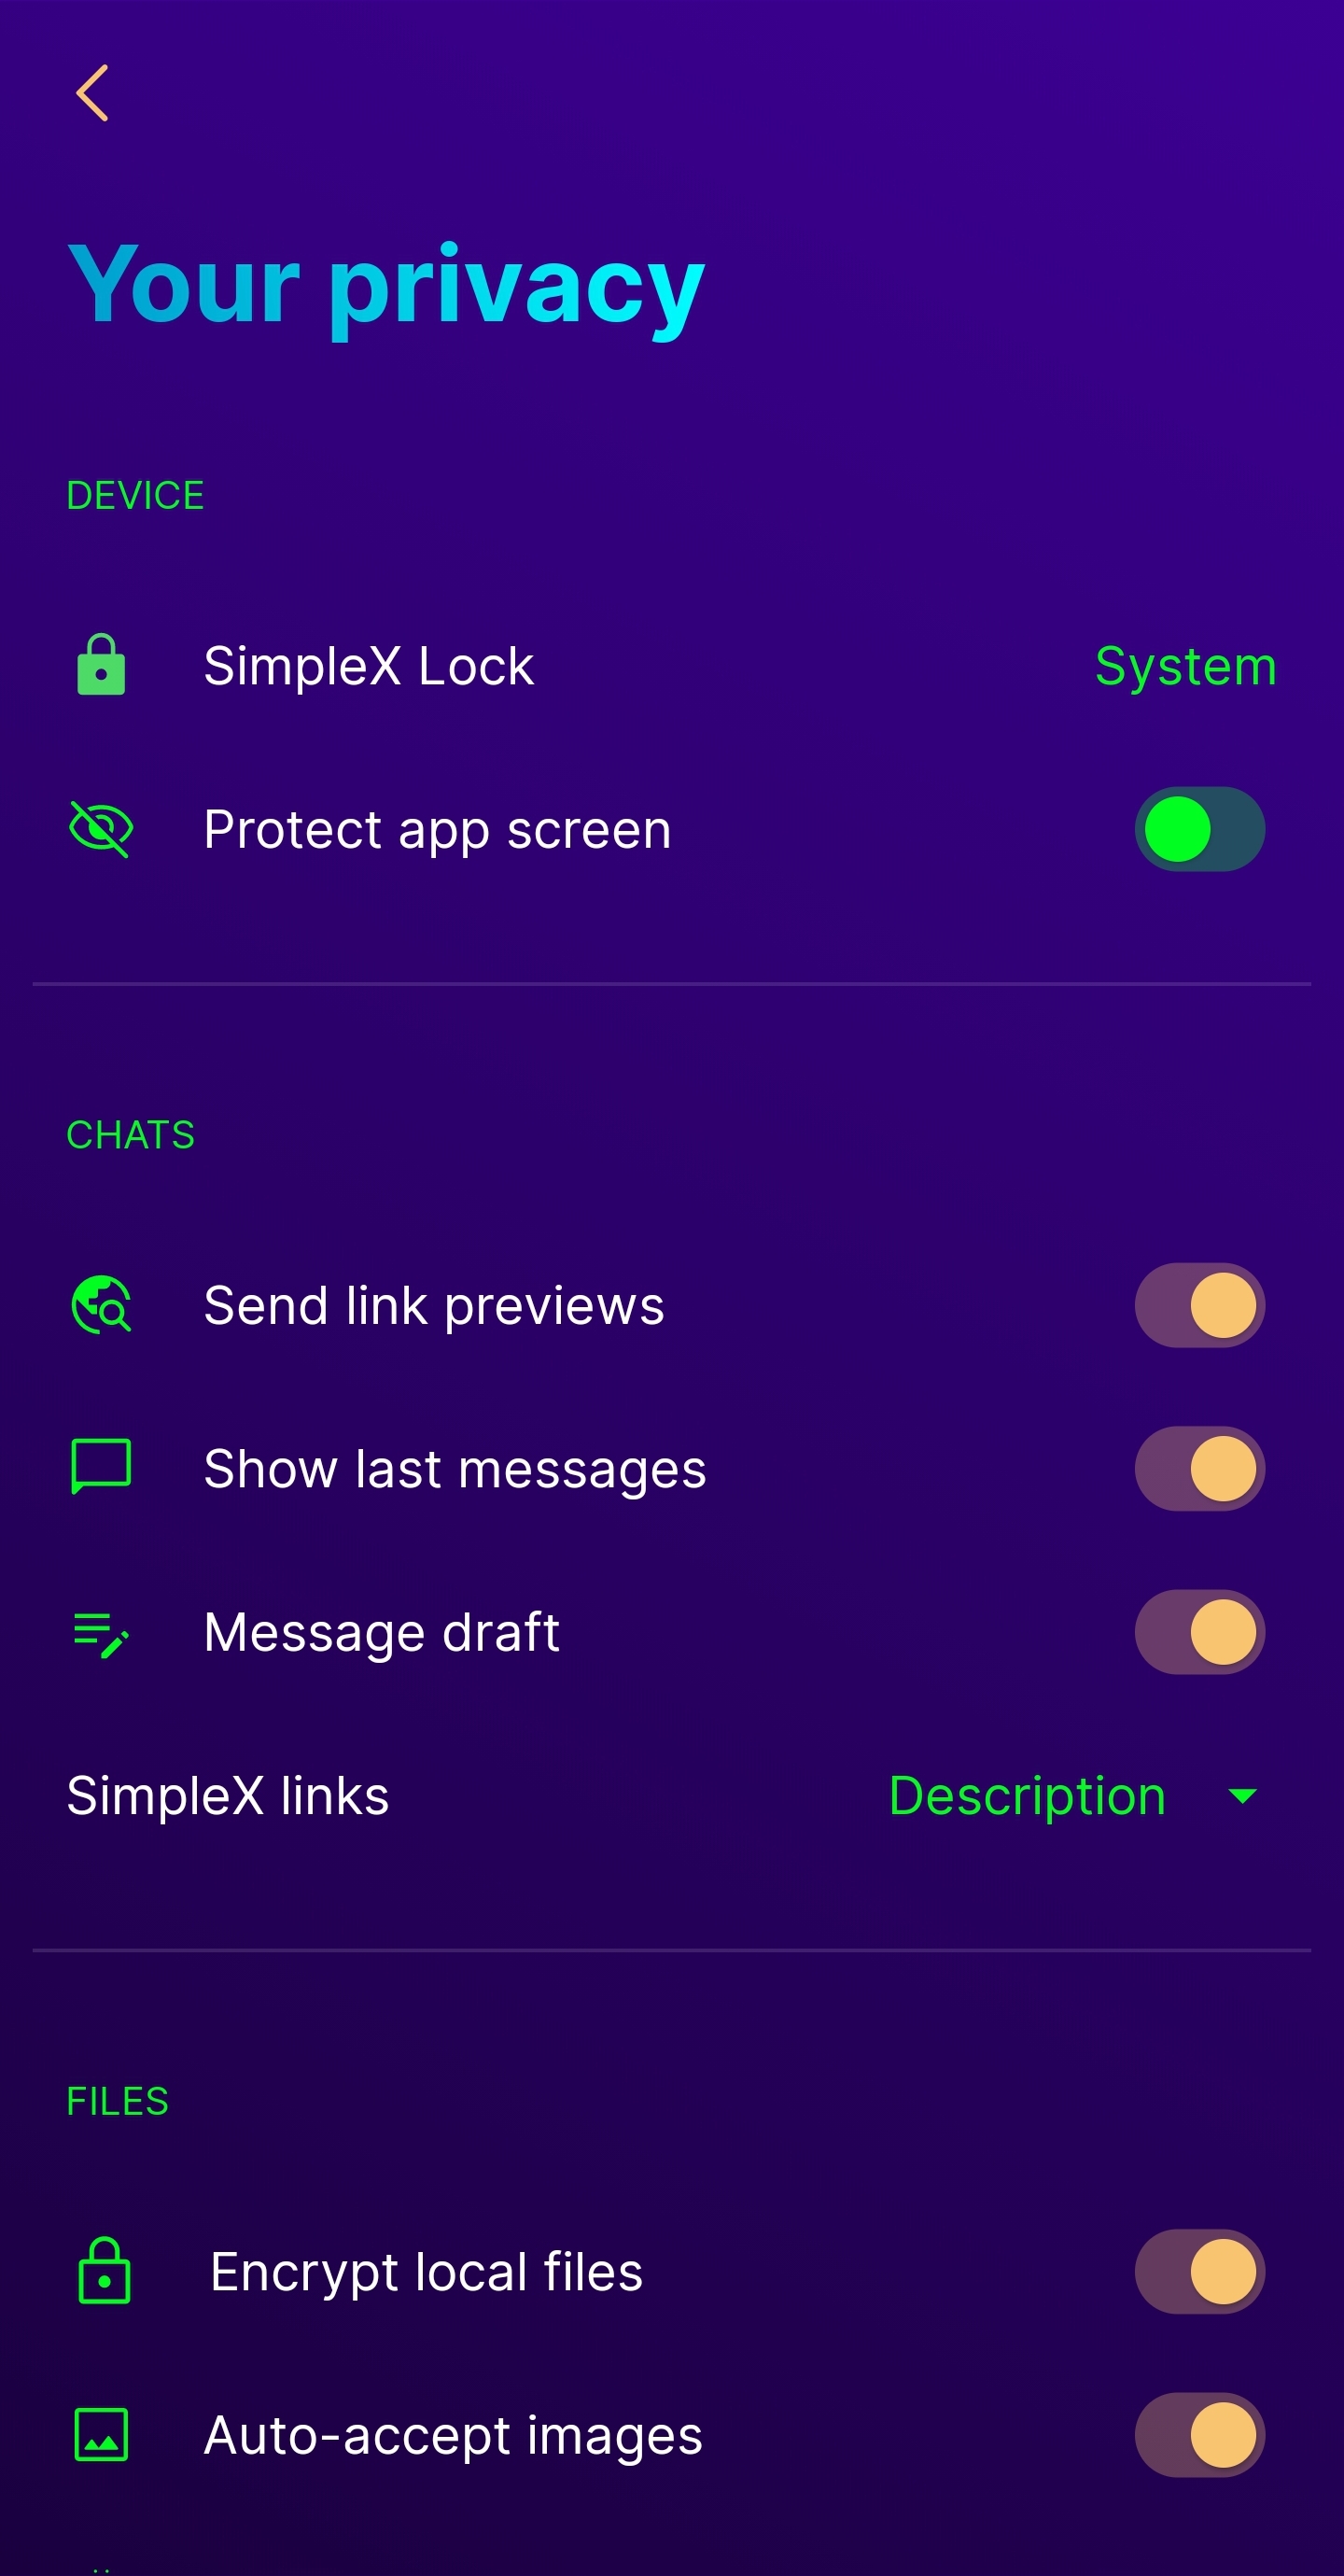 Your privacy
DEVICE
SimpleX Lock System
Protect app screen
CHATS
Send link previews
Show last messages
Message draft
SimpleX links Description
FILES
Encrypt local files
Auto-accept images